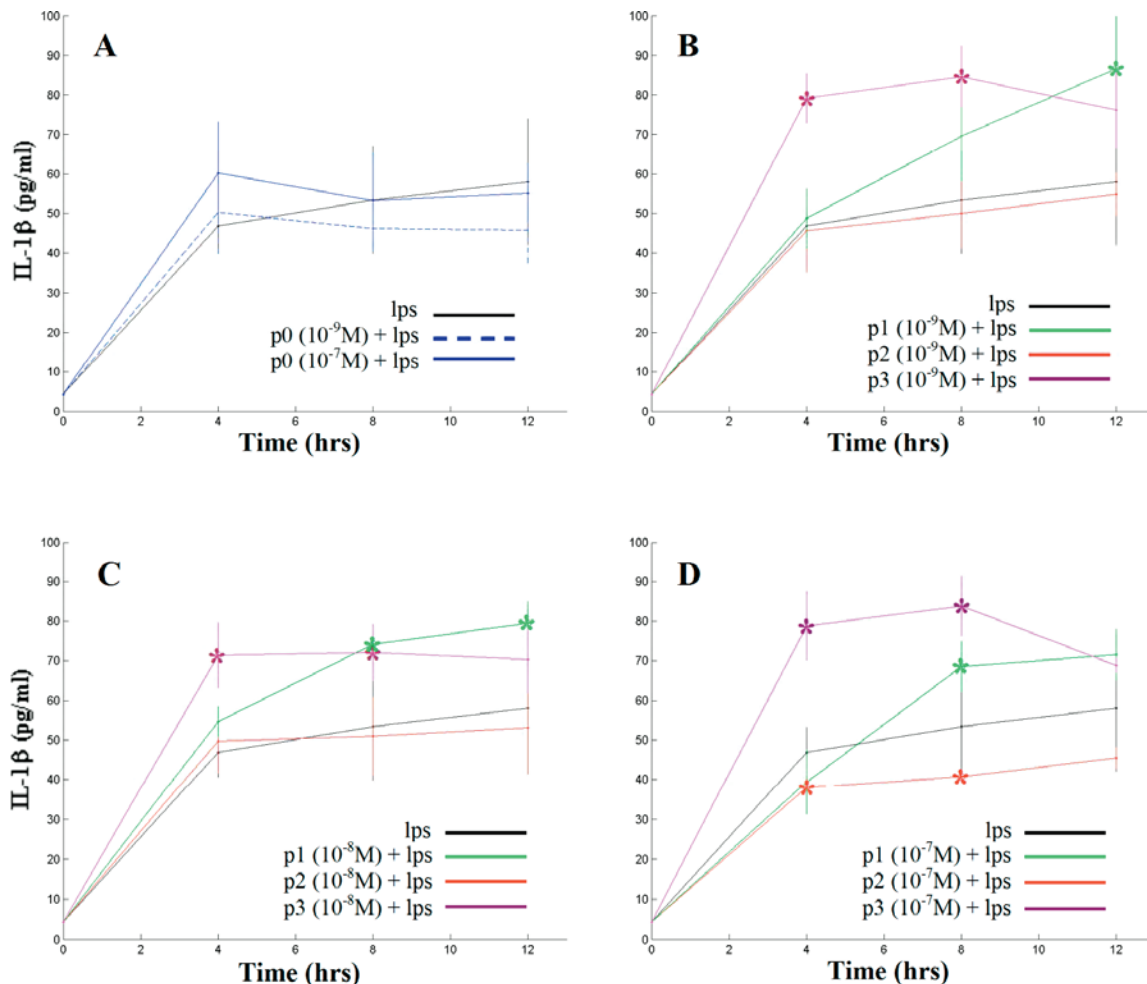 A
IL-1β (pg/ml)
100
90
80
70
60
50
40
30
20
10
0
lps
p0 (10⁻⁹M) + lps
p0 (10⁻⁷M) + lps
0 2 4 6 8 10 12
Time (hrs)
B
100
90
80
70
60
50
40
30
20
10
0
lps
p1 (10⁻⁹M) + lps
p2 (10⁻⁹M) + lps
p3 (10⁻⁹M) + lps
0 2 4 6 8 10 12
Time (hrs)
C
IL-1β (pg/ml)
100
90
80
70
60
50
40
30
20
10
0
lps
p1 (10⁻⁸M) + lps
p2 (10⁻⁸M) + lps
p3 (10⁻⁸M) + lps
0 2 4 6 8 10 12
Time (hrs)
D
100
90
80
70
60
50
40
30
20
10
0
lps
p1 (10⁻⁷M) + lps
p2 (10⁻⁷M) + lps
p3 (10⁻⁷M) + lps
0 2 4 6 8 10 12
Time (hrs)